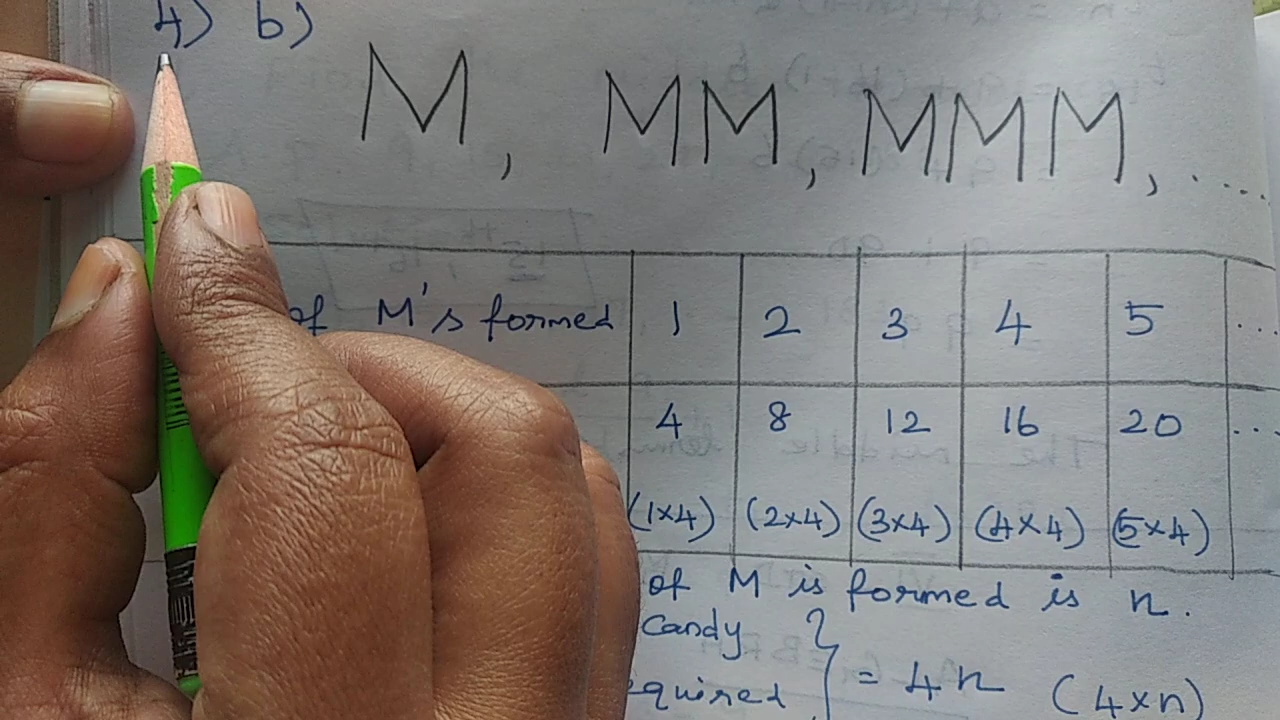 4) b)
M, MM, MMM, ....
of M's formed 1 2 3 4 5 ...
4 8 12 16 20 ...
(1×4) (2×4) (3×4) (4×4) (5×4)
of M is formed is n.
candy
= 4n (4×n)